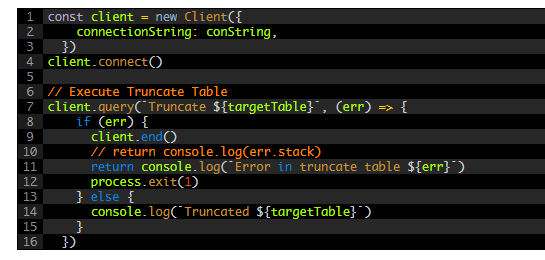 1 const client = new Client({
2     connectionString: conString,
3   })
4 client.connect()
5
6 // Execute Truncate Table
7 client.query(`Truncate ${targetTable}`, (err) => {
8     if (err) {
9       client.end()
10       // return console.log(err.stack)
11       return console.log(`Error in truncate table ${err}`)
12       process.exit(1)
13     } else {
14       console.log(`Truncated ${targetTable}`)
15     }
16   })